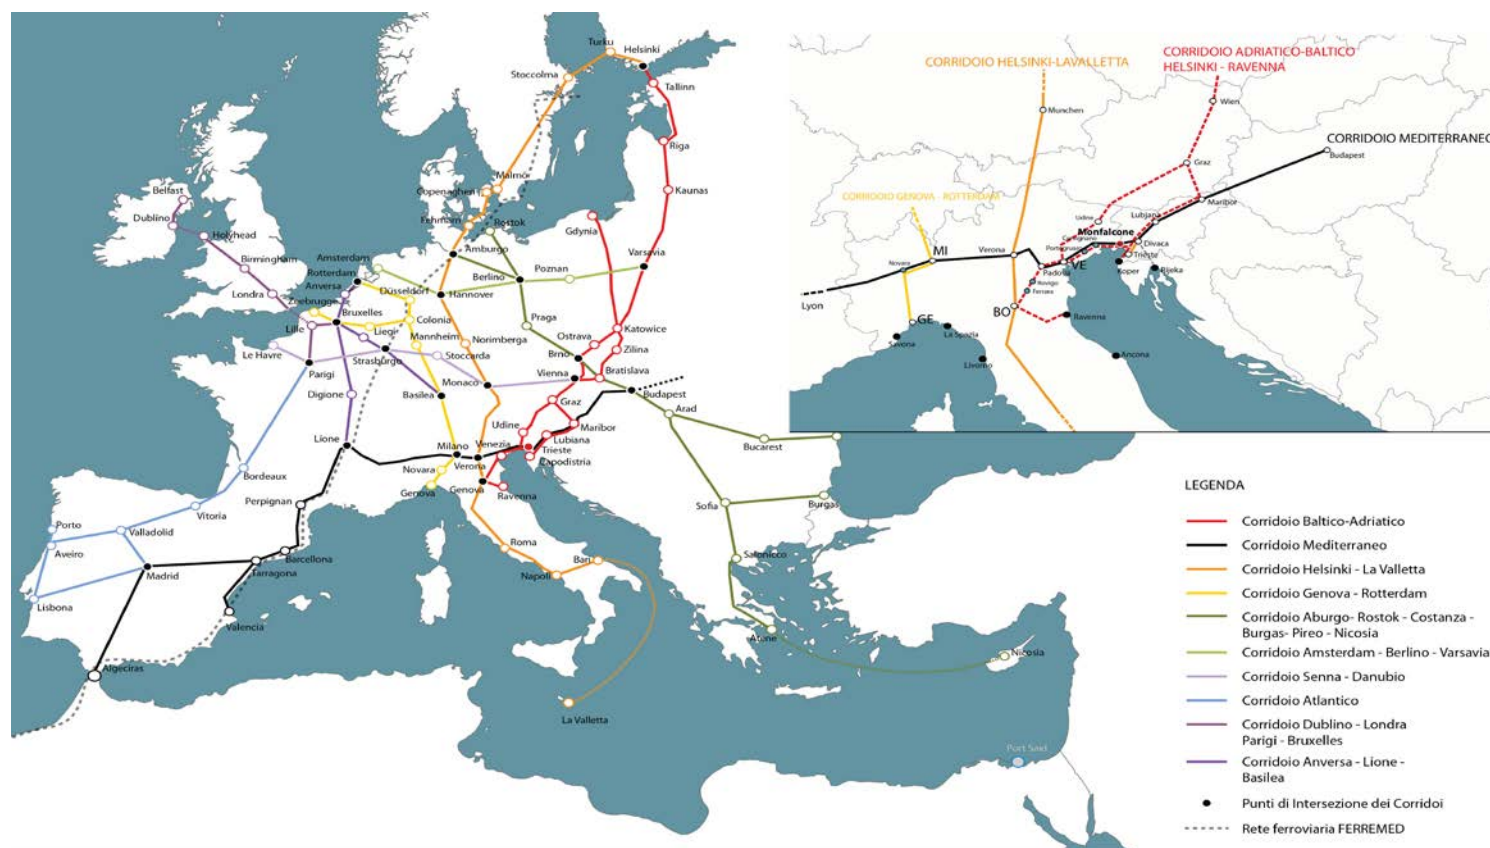 Turku
Helsinki
Stoccolma
Tallinn
Riga
Malmö
Copenaghen
Kaunas
Belfast
Dublino
Holyhead
Fehmarn
Rostok
Gdynia
Amburgo
Varsavia
Birmingham
Amsterdam
Rotterdam
Anversa
Berlino
Poznan
Londra
Zeebrugge
Düsseldorf
Hannover
Bruxelles
Colonia
Lille
Liegi
Mannheim
Praga
Katowice
Ostrava
Norimberga
Zilina
Le Havre
Strasburgo
Stoccarda
Brno
Parigi
Vienna
Bratislava
Monaco
Digione
Basilea
Budapest
Graz
Arad
Udine
Maribor
Lione
Milano
Venezia
Lubiana
Bucarest
Trieste
Novara
Verona
Capodistria
Bordeaux
Genova
Genova
Ravenna
Perpignan
Sofia
Burgas
Vitoria
Porto
Valladolid
Aveiro
Roma
Bari
Salonicco
Barcellona
Madrid
Tarragona
Napoli
Lisbona
Valencia
Atene
Nicosia
Algeciras
La Valletta
Port Said
CORRIDOIO HELSINKI-LAVALLETTA
CORRIDOIO ADRIATICO-BALTICO
HELSINKI - RAVENNA
Wien
Munchen
CORRIDOIO MEDITERRANEO
Budapest
Graz
CORRIDOIO GENOVA - ROTTERDAM
Maribor
Udine
Lubjana
Monfalcone
Cervignano
Portogruaro
Divaca
Trieste
MI
Verona
VE
Novara
Padova
Koper
Rijeka
Rovigo
Ferrara
Lyon
BO
GE
Ravenna
La Spazia
Savona
Ancona
Livorno
LEGENDA
Corridoio Baltico-Adriatico
Corridoio Mediterraneo
Corridoio Helsinki - La Valletta
Corridoio Genova - Rotterdam
Corridoio Aburgo- Rostok - Costanza -
Burgas- Pireo - Nicosia
Corridoio Amsterdam - Berlino - Varsavia
Corridoio Senna - Danubio
Corridoio Atlantico
Corridoio Dublino - Londra
Parigi - Bruxelles
Corridoio Anversa - Lione -
Basilea
Punti di Intersezione dei Corridoi
Rete ferroviaria FERREMED